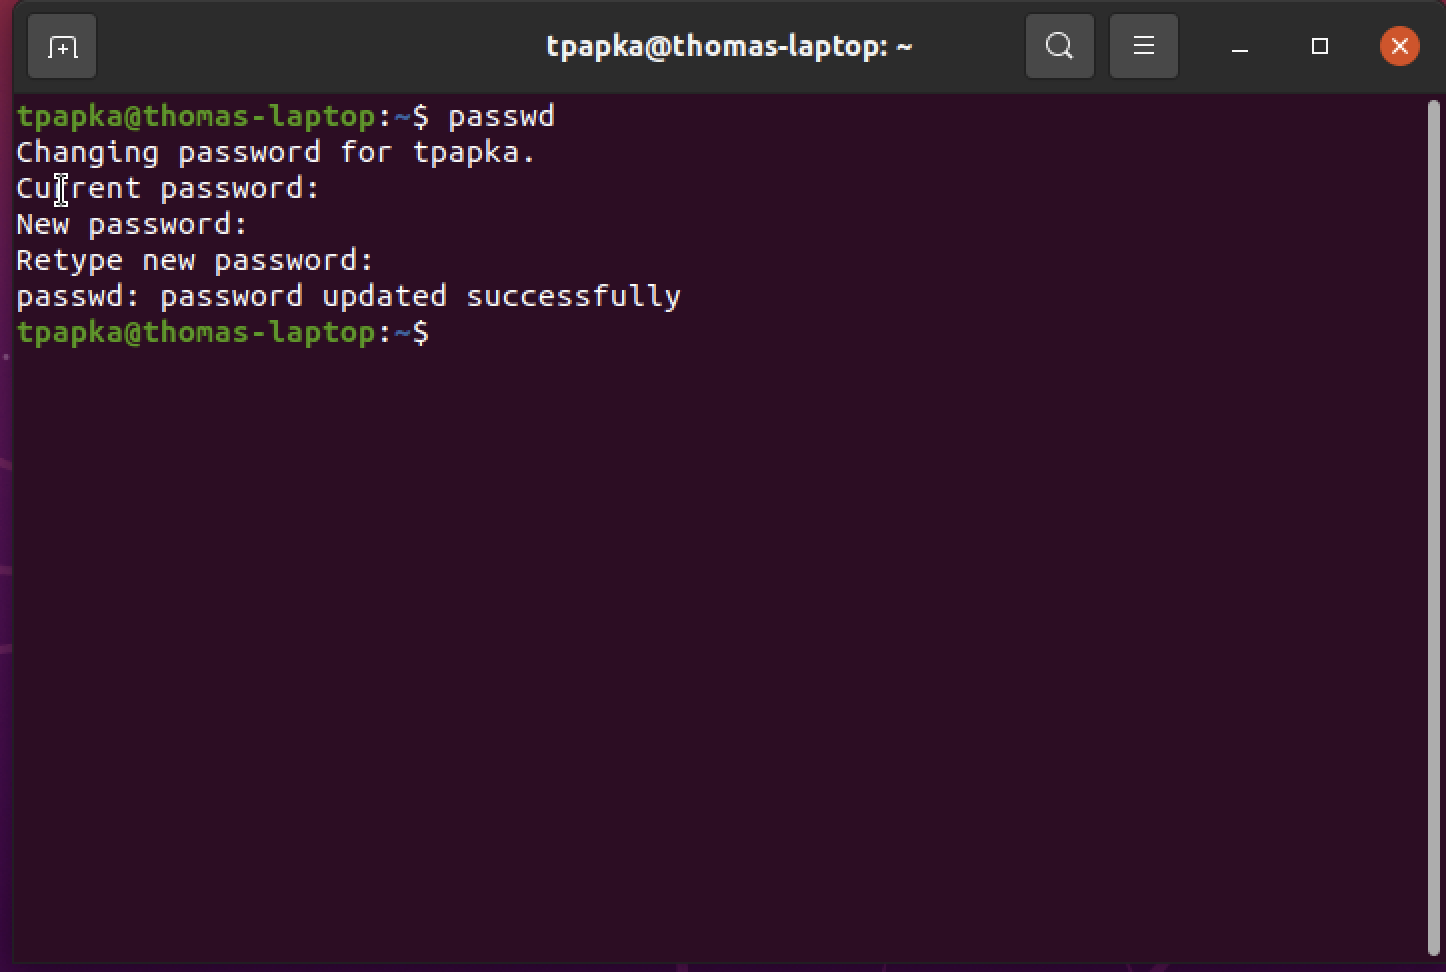 tpapka@thomas-laptop: ~
tpapka@thomas-laptop:~$ passwd
Changing password for tpapka.
Current password:
New password:
Retype new password:
passwd: password updated successfully
tpapka@thomas-laptop:~$